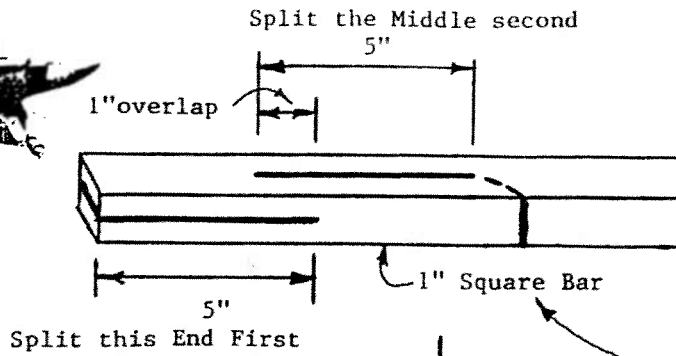 Split the Middle second
5"
1"overlap
1" Square Bar
5"
Split this End First